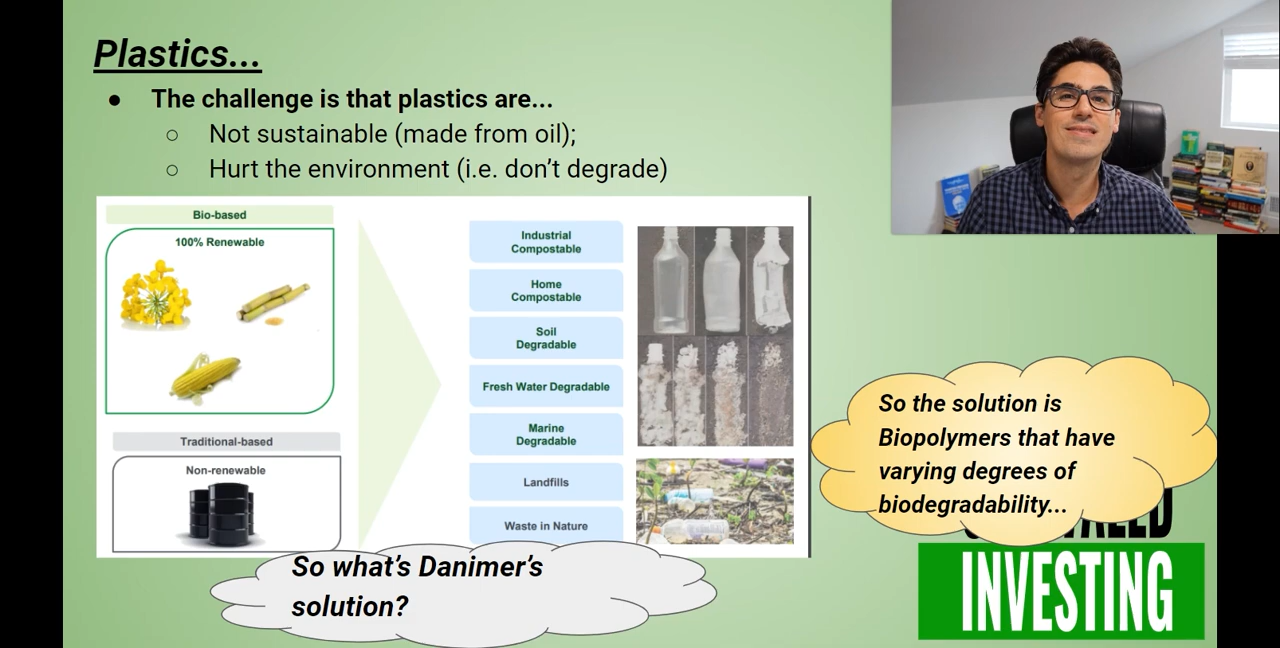 Plastics...
● The challenge is that plastics are...
○ Not sustainable (made from oil);
○ Hurt the environment (i.e. don't degrade)
Bio-based
100% Renewable
Traditional-based
Non-renewable
Industrial
Compostable
Home
Compostable
Soil
Degradable
Fresh Water Degradable
Marine
Degradable
Landfills
Waste in Nature
So the solution is
Biopolymers that have
varying degrees of
biodegradability...
So what's Danimer's
solution?
INVESTING